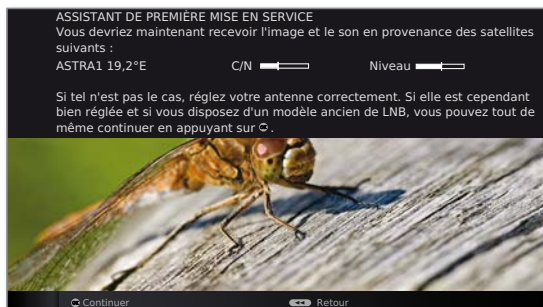 ASSISTANT DE PREMIÈRE MISE EN SERVICE
Vous devriez maintenant recevoir l'image et le son en provenance des satellites
suivants :
ASTRA1 19,2°E C/N Niveau
Si tel n'est pas le cas, réglez votre antenne correctement. Si elle est cependant
bien réglée et si vous disposez d'un modèle ancien de LNB, vous pouvez tout de
même continuer en appuyant sur .
Continuer Retour